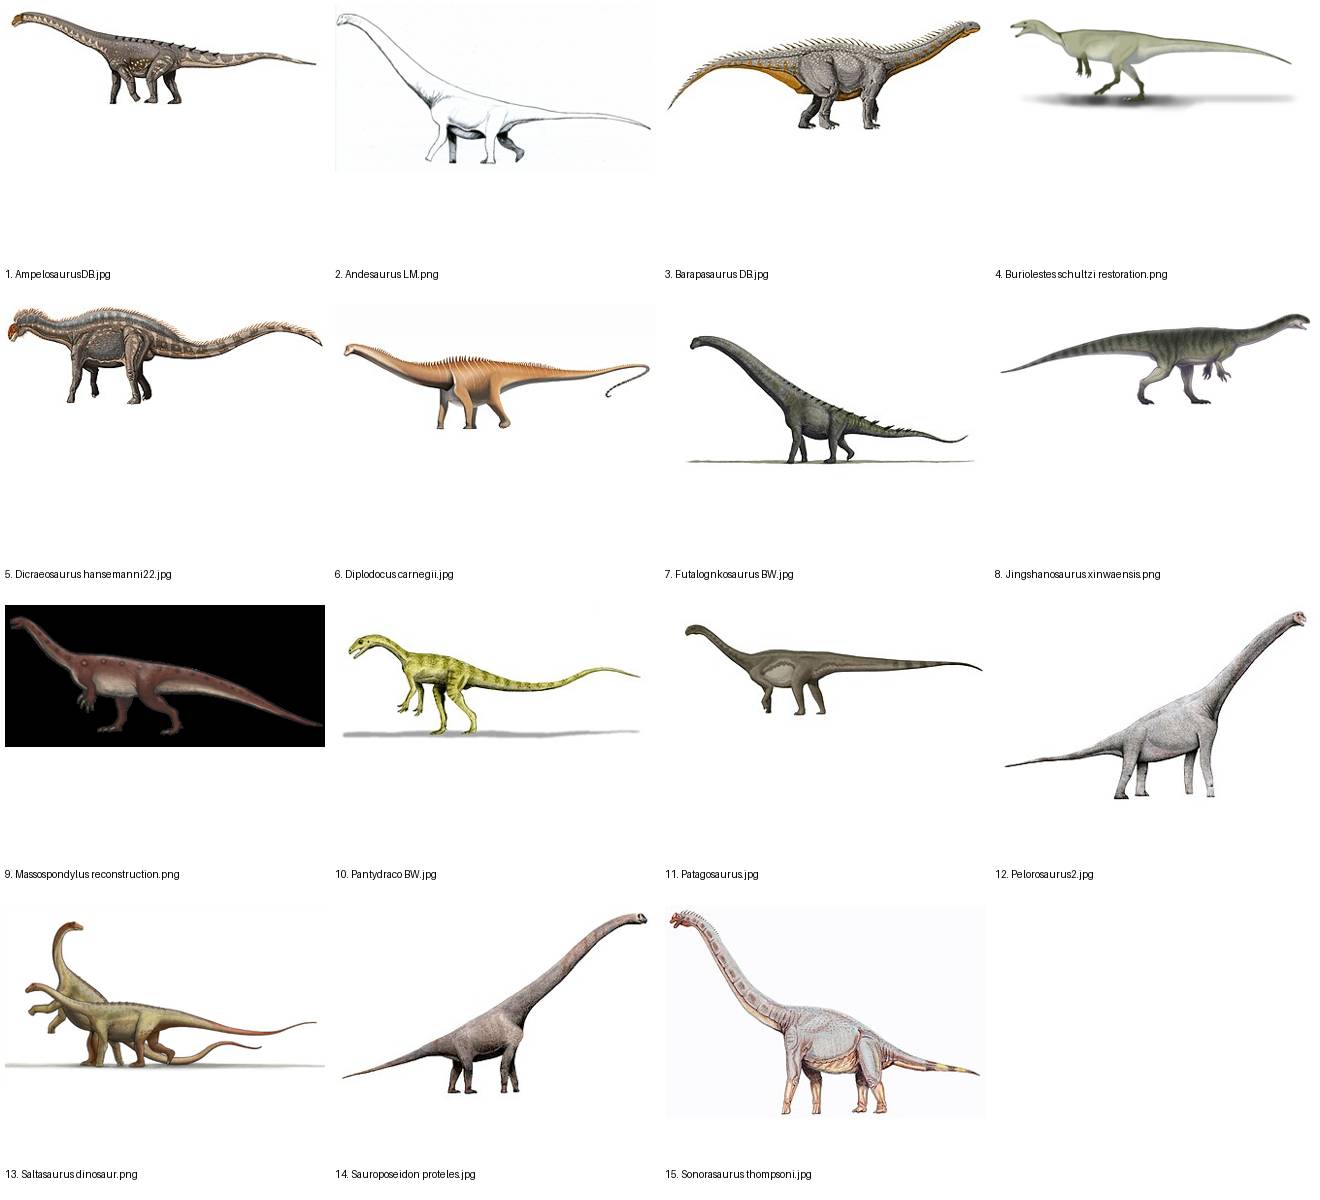 1. AmpelosaurusDB.jpg
2. Andesaurus LM.png
3. Barapasaurus DB.jpg
4. Buriolestes schultzi restoration.png
5. Dicraeosaurus hansemanni22.jpg
6. Diplodocus carnegii.jpg
7. Futalognkosaurus BW.jpg
8. Jingshanosaurus xinwaensis.png
9. Massospondylus reconstruction.png
10. Pantydraco BW.jpg
11. Patagosaurus.jpg
12. Pelorosaurus2.jpg
13. Saltasaurus dinosaur.png
14. Sauroposeidon proteles.jpg
15. Sonorasaurus thompsoni.jpg